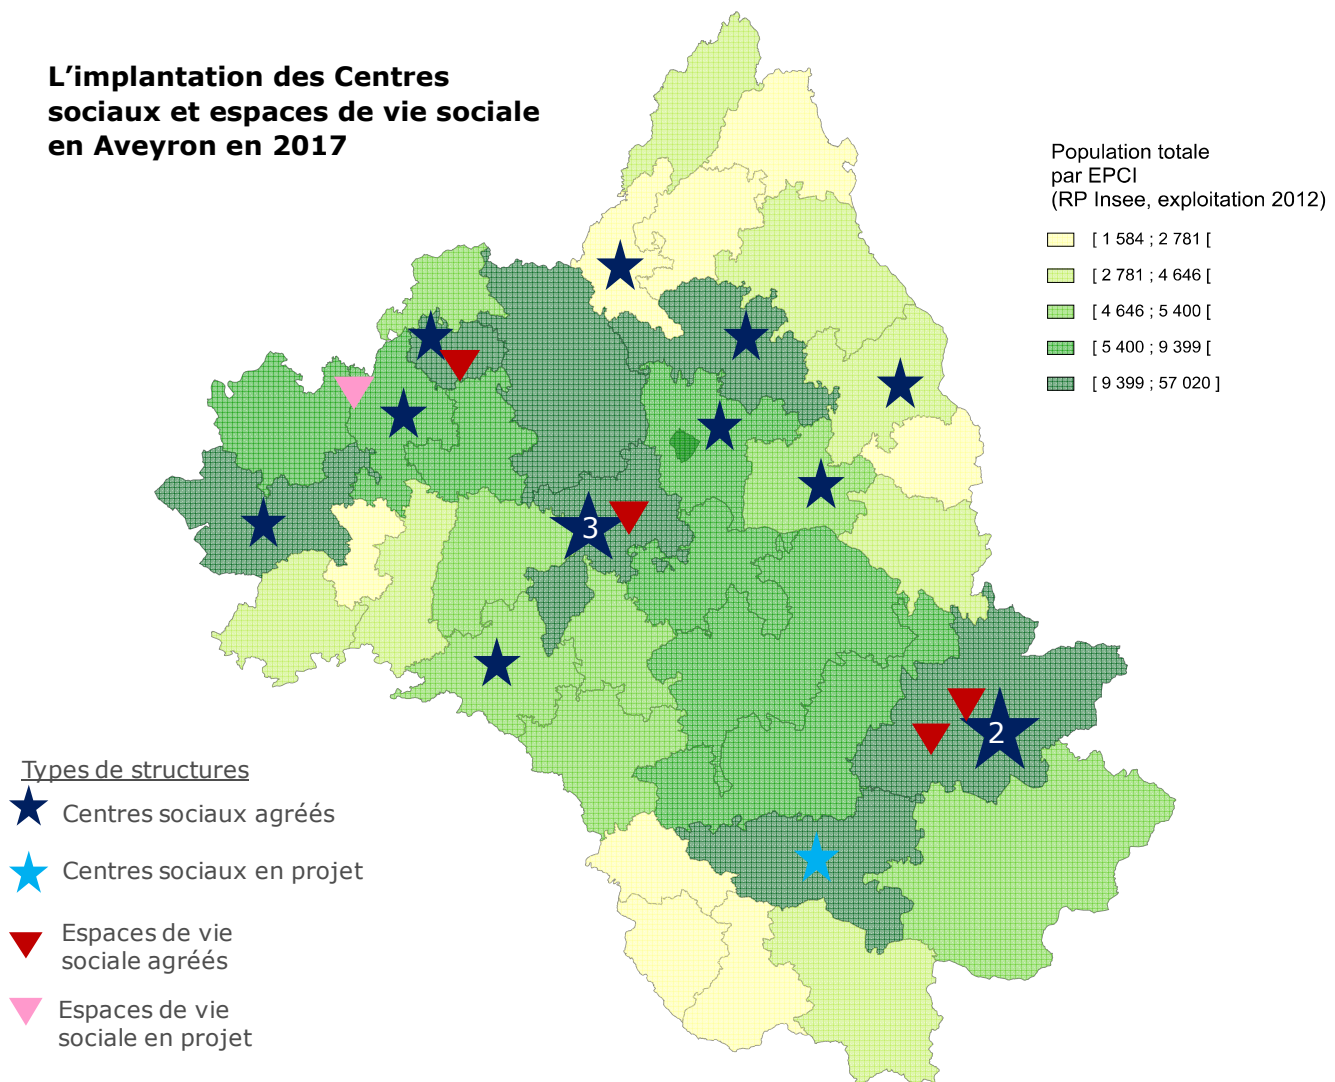 L’implantation des Centres
sociaux et espaces de vie sociale
en Aveyron en 2017
Population totale
par EPCI
(RP Insee, exploitation 2012)
[ 1 584 ; 2 781 [
[ 2 781 ; 4 646 [
[ 4 646 ; 5 400 [
[ 5 400 ; 9 399 [
[ 9 399 ; 57 020 ]
3
2
Types de structures
Centres sociaux agréés
Centres sociaux en projet
Espaces de vie
sociale agréés
Espaces de vie
sociale en projet